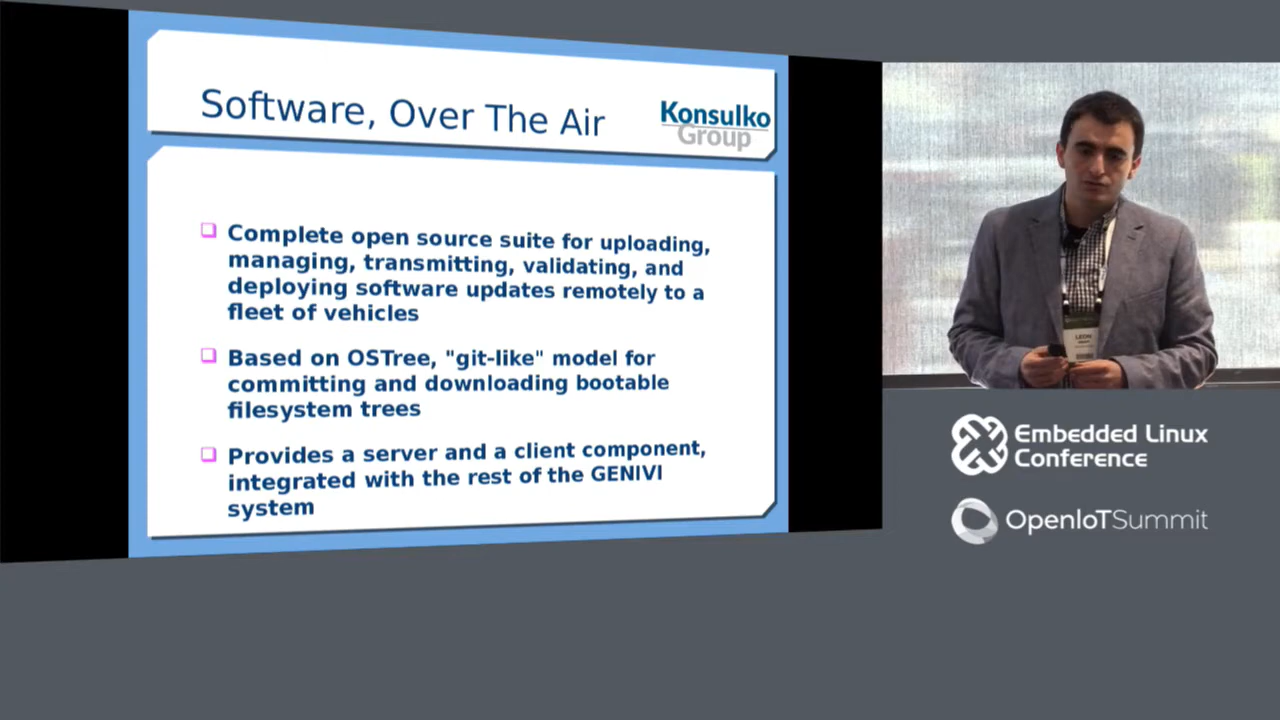 Software, Over The Air
Konsulko
Group
Complete open source suite for uploading,
managing, transmitting, validating, and
deploying software updates remotely to a
fleet of vehicles
Based on OSTree, "git-like" model for
committing and downloading bootable
filesystem trees
Provides a server and a client component,
integrated with the rest of the GENIVI
system
LEON
Embedded Linux
Conference
OpenIoTSummit